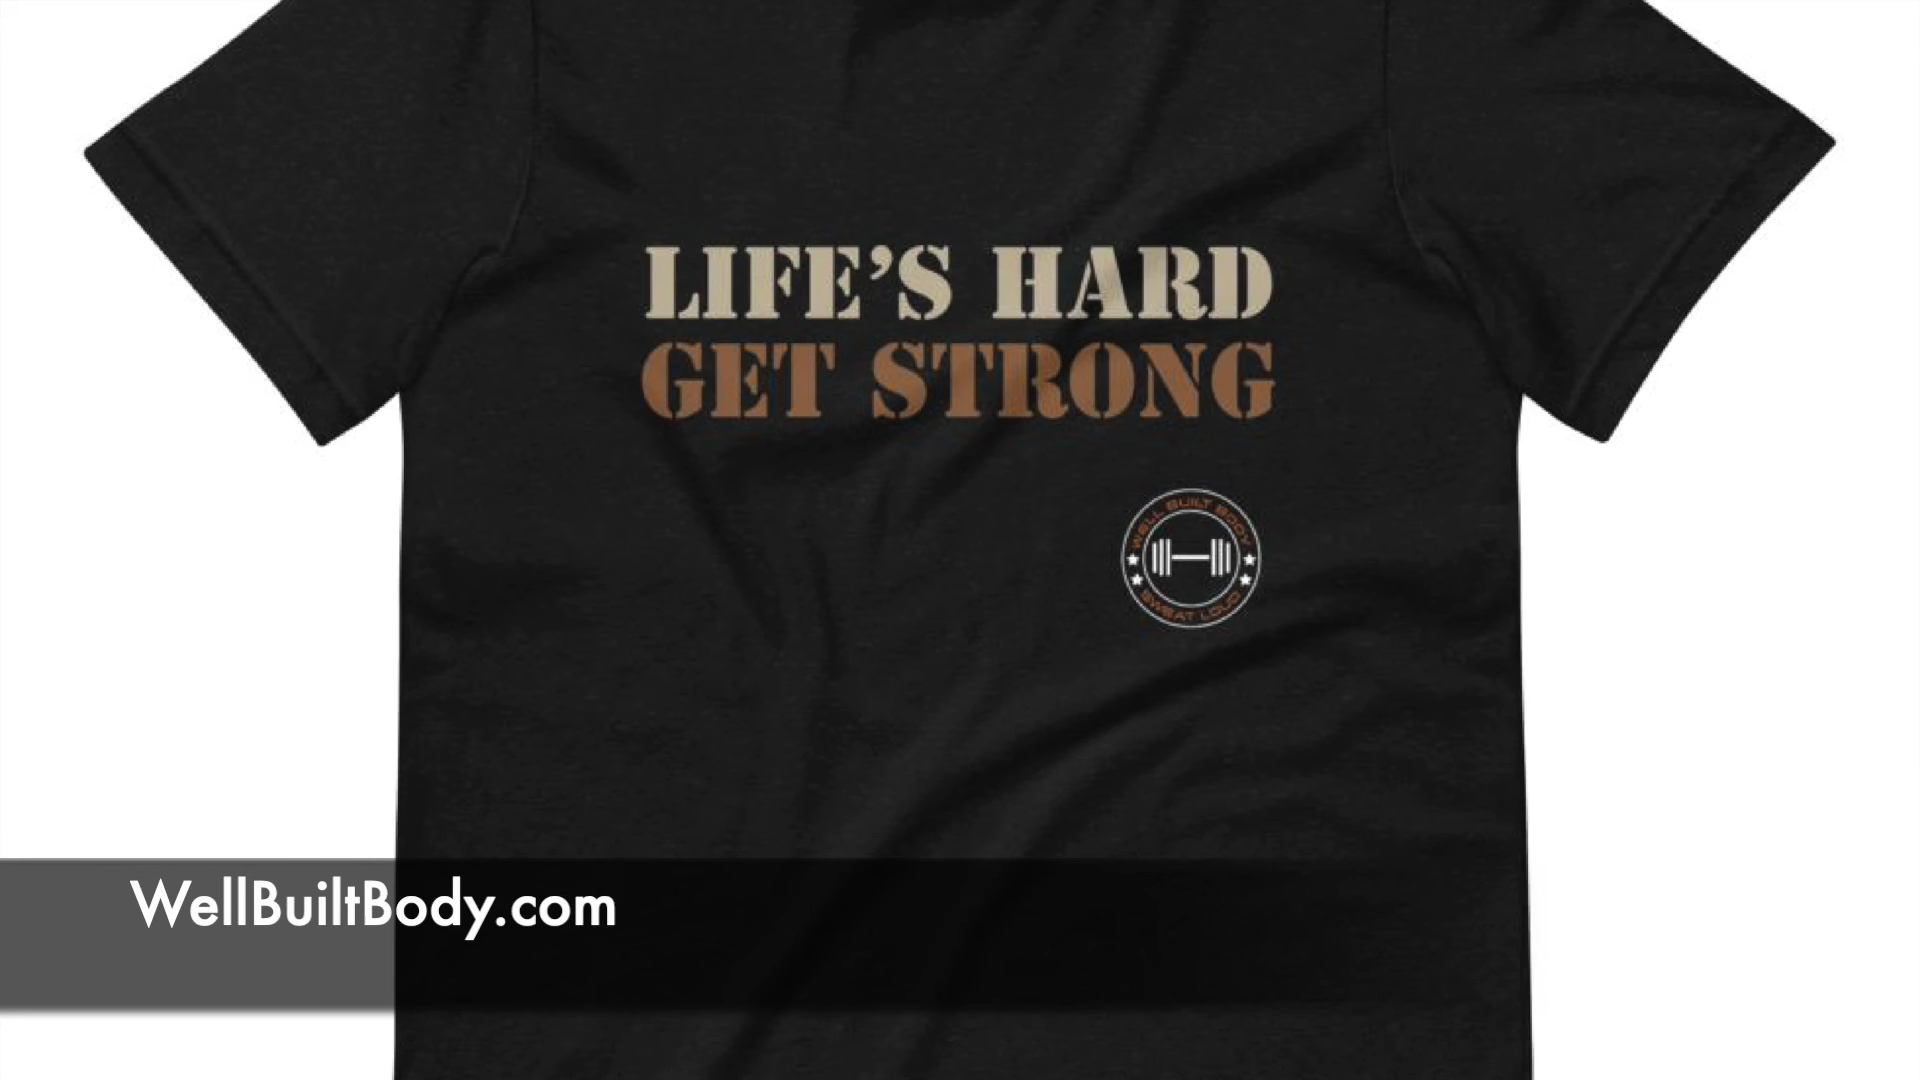 LIFE’S HARD
GET STRONG
WELL BUILT BODY
SWEAT LOUD
WellBuiltBody.com